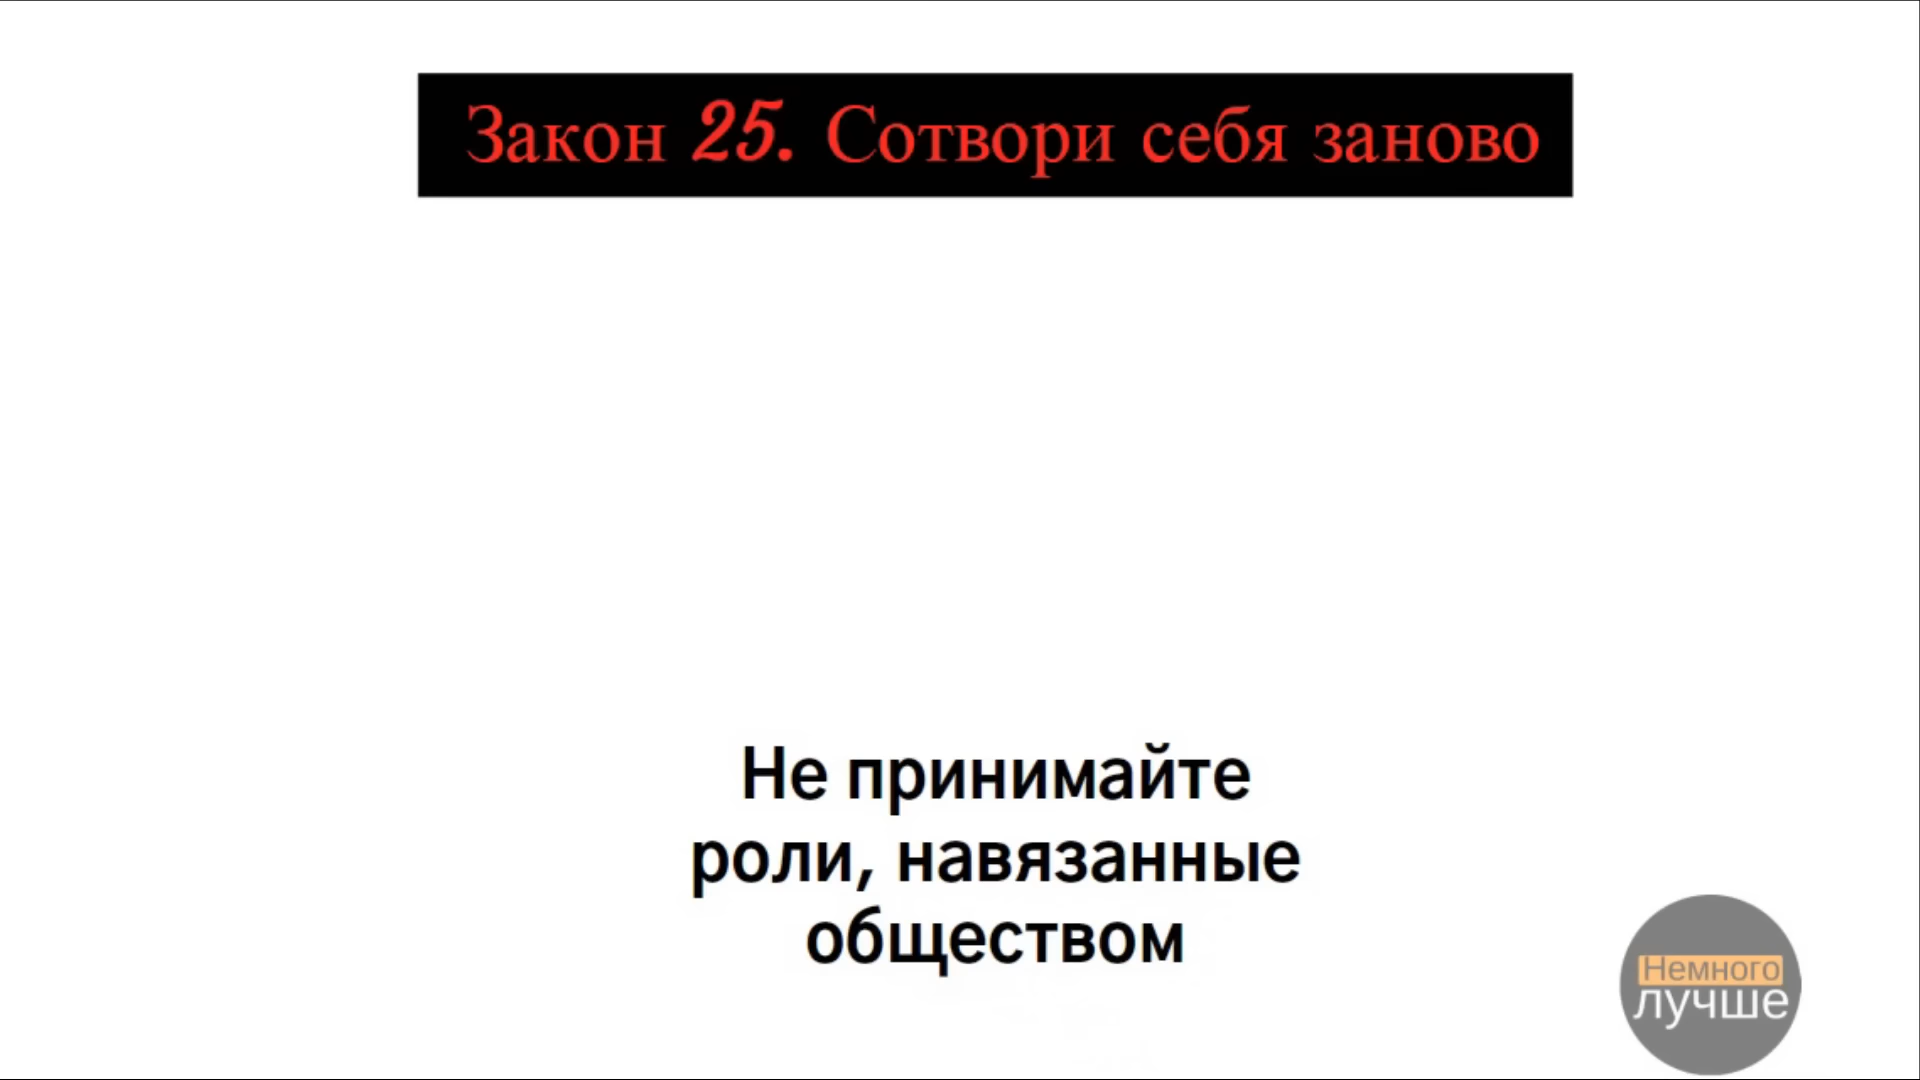 Закон 25. Сотвори себя заново
Не принимайте
роли, навязанные
обществом
Немного
лучше